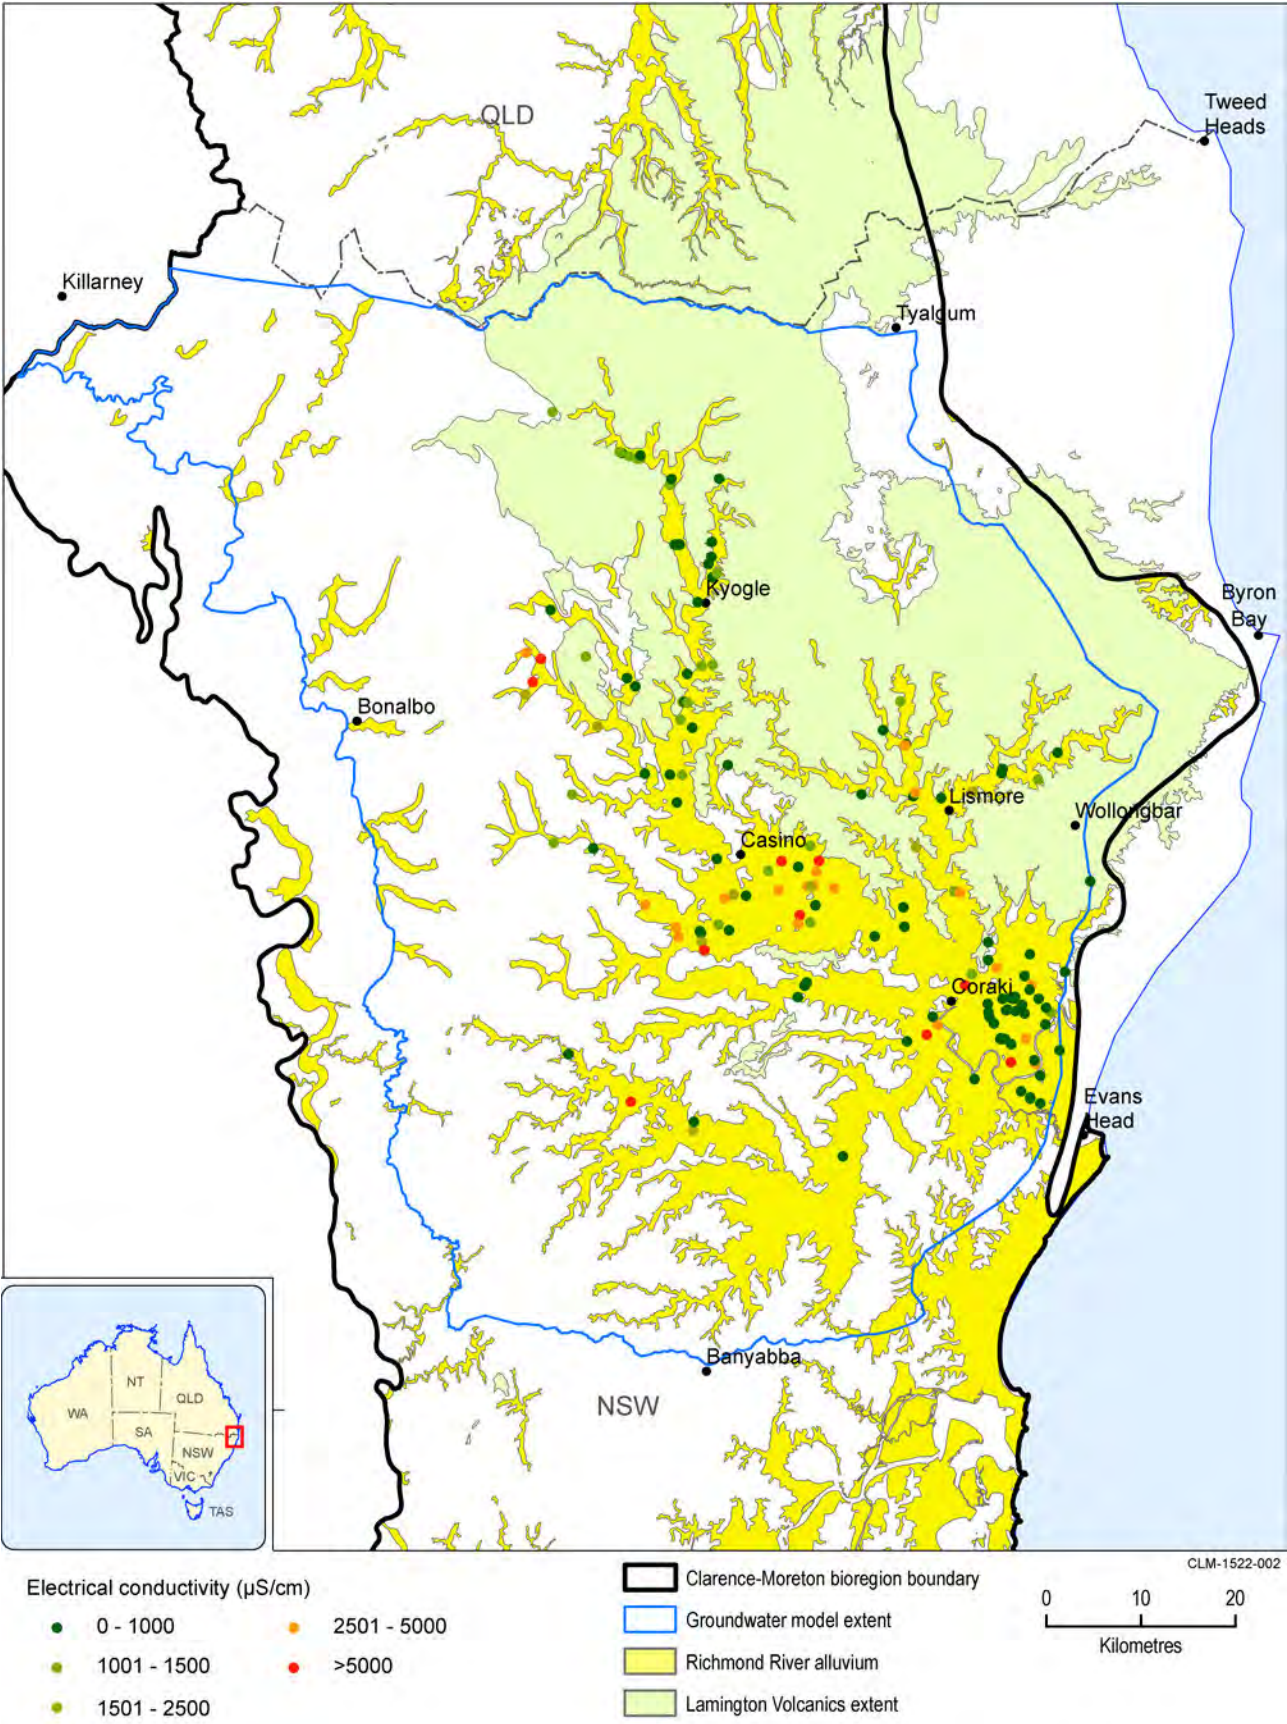 QLD
Tweed
Heads
Killarney
Tyalgum
Kyogle
Byron
Bay
Bonalbo
Lismore
Wollongbar
Casino
Coraki
Evans
Head
Banyabba
NSW
NT
QLD
WA
SA
NSW
VIC
TAS
CLM-1522-002
Electrical conductivity (µS/cm)
0 - 1000
1001 - 1500
1501 - 2500
2501 - 5000
>5000
Clarence-Moreton bioregion boundary
Groundwater model extent
Richmond River alluvium
Lamington Volcanics extent
0 10 20
Kilometres